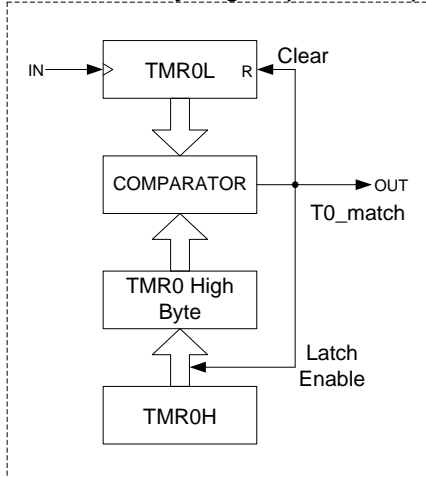 IN
TMR0L
R
Clear
COMPARATOR
OUT
T0_match
TMR0 High
Byte
Latch
Enable
TMR0H